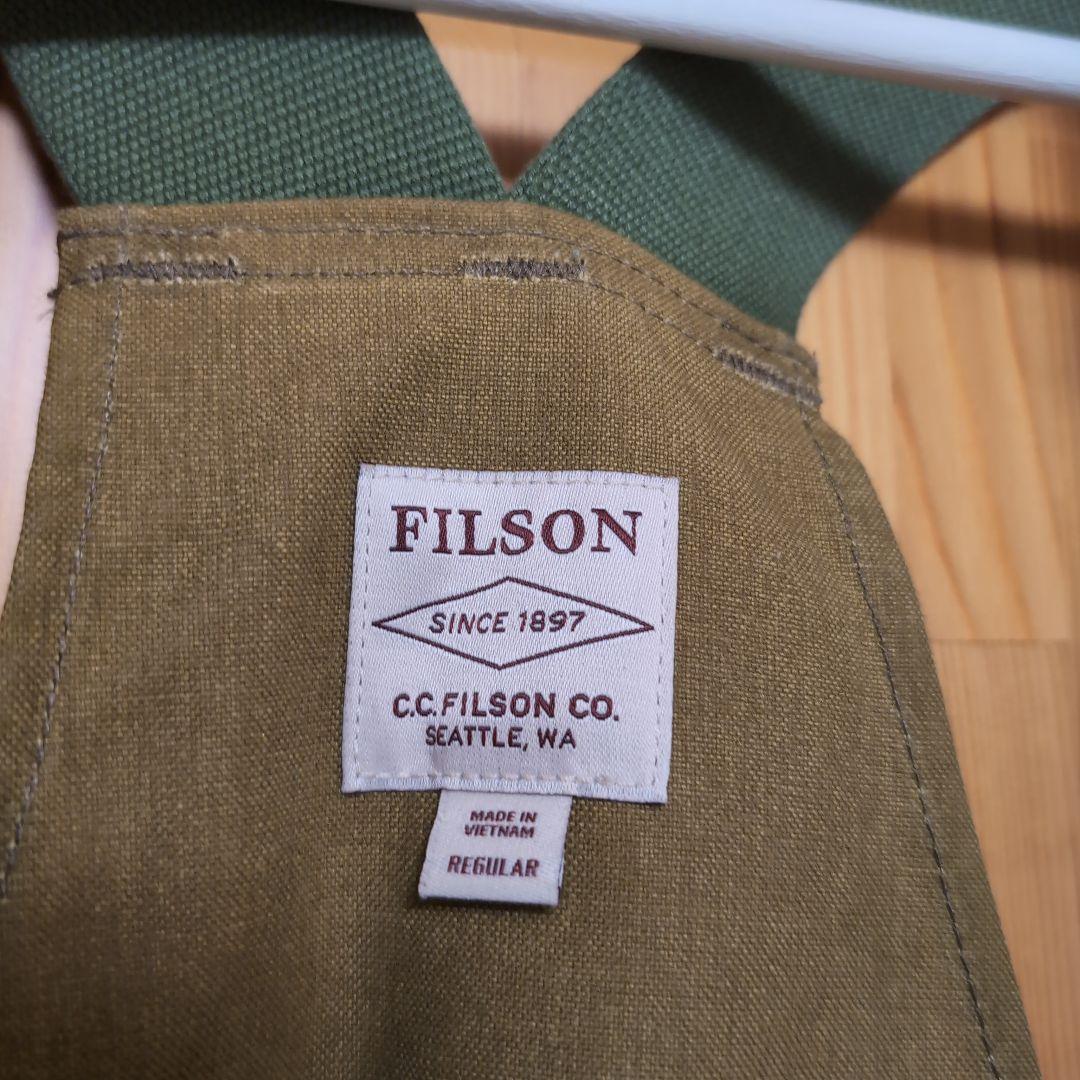 FILSON
SINCE 1897
C.C.FILSON CO.
SEATTLE, WA
MADE IN
VIETNAM
REGULAR